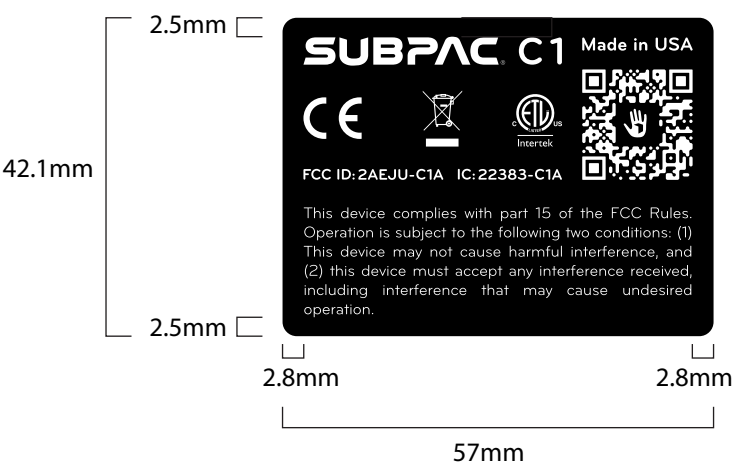 2.5mm
SUBPAC® C1 Made in USA
CE
ETL
C US
LISTED
Intertek
42.1mm
FCC ID: 2AEJU-C1A IC: 22383-C1A
This device complies with part 15 of the FCC Rules.
Operation is subject to the following two conditions: (1)
This device may not cause harmful interference, and
(2) this device must accept any interference received,
including interference that may cause undesired
operation.
2.5mm
2.8mm 2.8mm
57mm